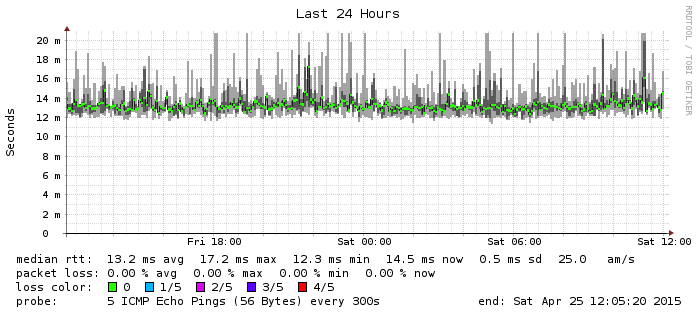 Last 24 Hours
RRDTOOL / TOBI OETIKER
Seconds
20 m
18 m
16 m
14 m
12 m
10 m
8 m
6 m
4 m
2 m
0
Fri 18:00 Sat 00:00 Sat 06:00 Sat 12:00
median rtt: 13.2 ms avg 17.2 ms max 12.3 ms min 14.5 ms now 0.5 ms sd 25.0 am/s
packet loss: 0.00 % avg 0.00 % max 0.00 % min 0.00 % now
loss color: 0 1/5 2/5 3/5 4/5
probe: 5 ICMP Echo Pings (56 Bytes) every 300s end: Sat Apr 25 12:05:20 2015